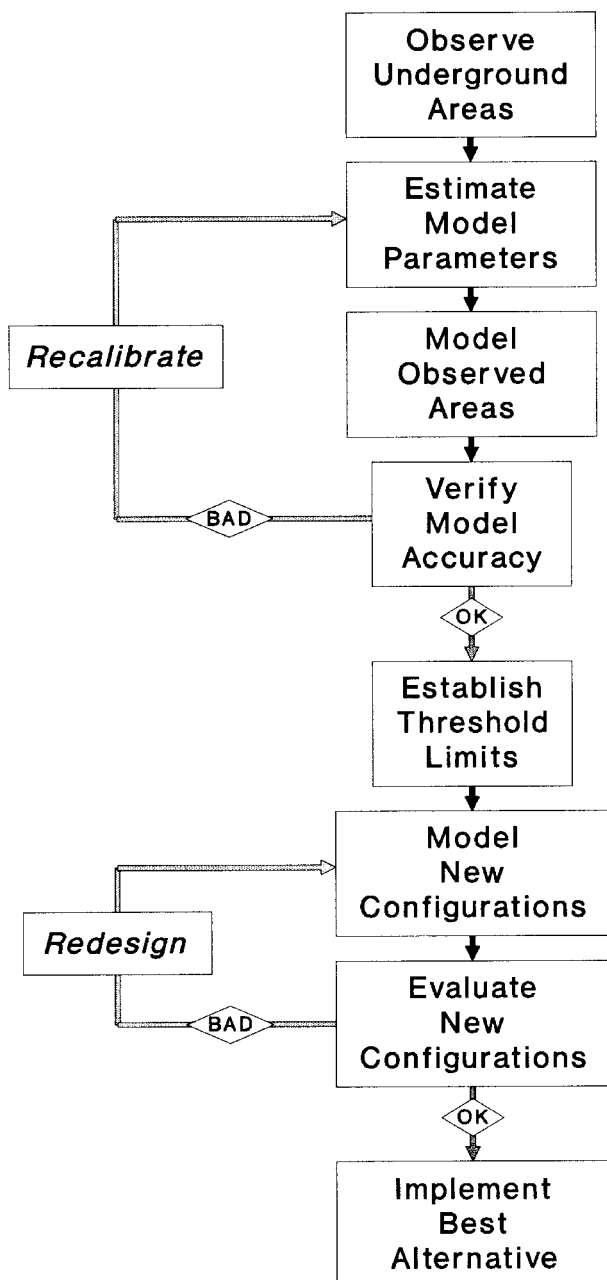 Observe
Underground
Areas
Estimate
Model
Parameters
Recalibrate
Model
Observed
Areas
Verify
Model
Accuracy
BAD
OK
Establish
Threshold
Limits
Model
New
Configurations
Redesign
Evaluate
New
Configurations
BAD
OK
Implement
Best
Alternative